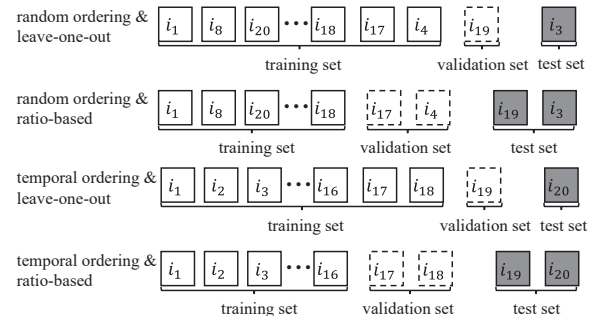 random ordering & leave-one-out
i1 i8 i20 ••• i18 i17 i4 i19 i3
training set validation set test set
random ordering & ratio-based
i1 i8 i20 ••• i18 i17 i4 i19 i3
training set validation set test set
temporal ordering & leave-one-out
i1 i2 i3 ••• i16 i17 i18 i19 i20
training set validation set test set
temporal ordering & ratio-based
i1 i2 i3 ••• i16 i17 i18 i19 i20
training set validation set test set